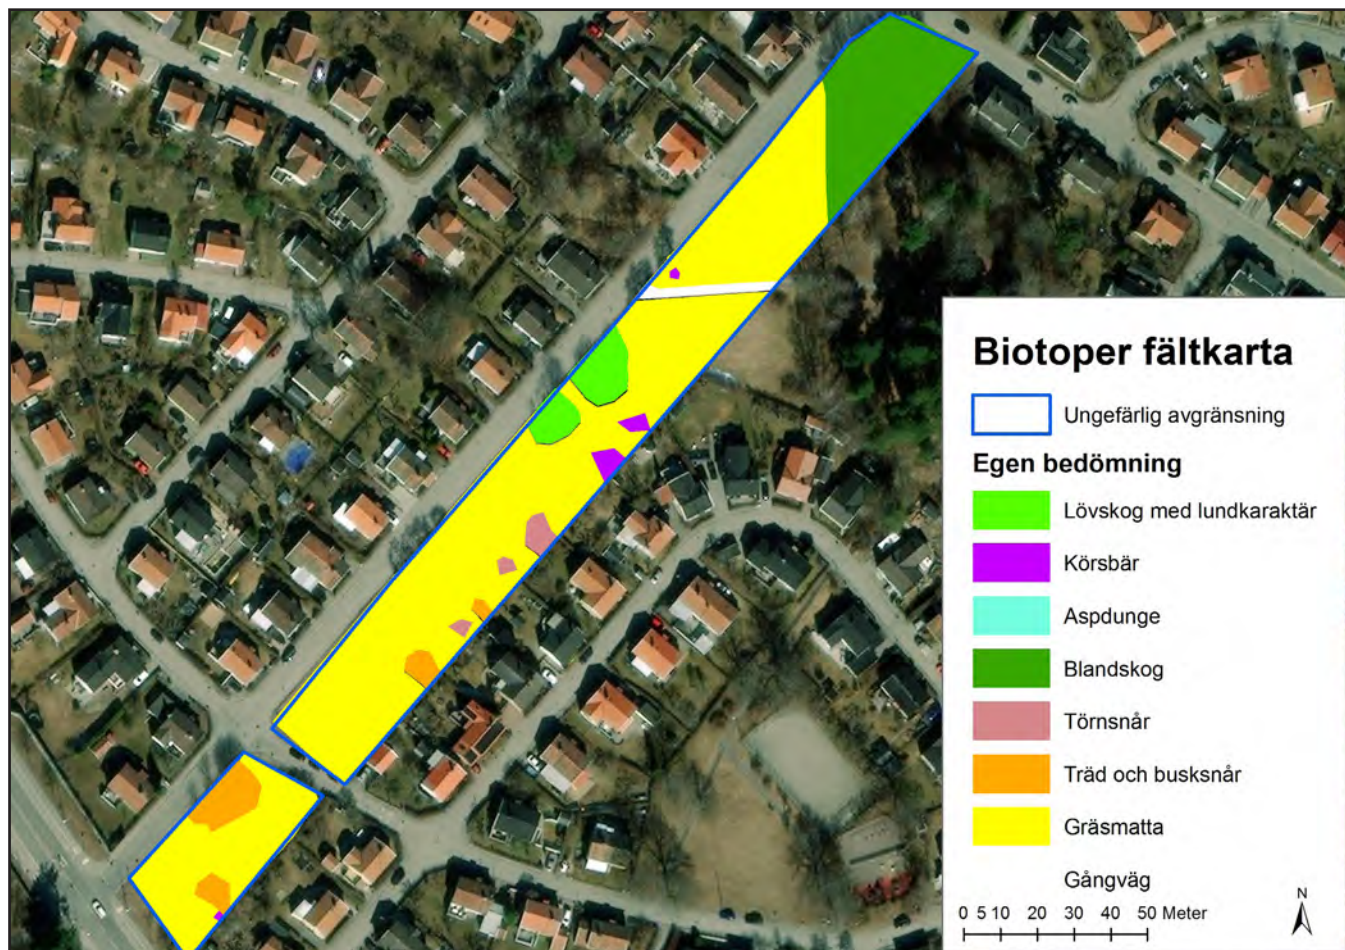 Biotoper fältkarta
Ungefärlig avgränsning
Egen bedömning
Lövskog med lundkaraktär
Körsbär
Aspdunge
Blandskog
Törnsnår
Träd och busksnår
Gräsmatta
Gångväg
0 5 10 20 30 40 50 Meter
N